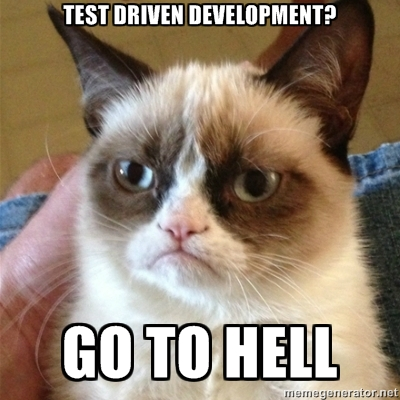 TEST DRIVEN DEVELOPMENT?
GO TO HELL
memegenerator.net